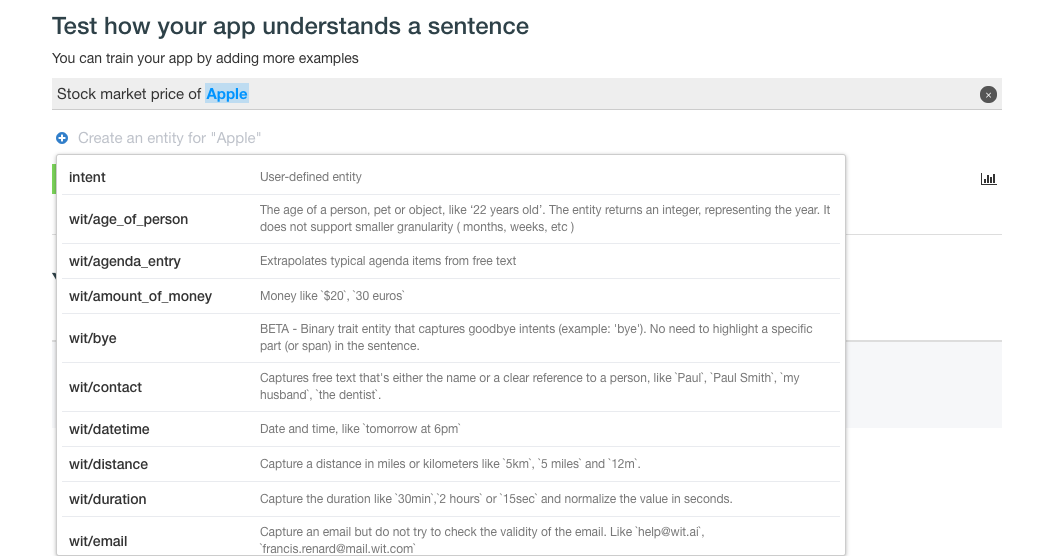 Test how your app understands a sentence
You can train your app by adding more examples
Stock market price of Apple
Create an entity for "Apple"
intent User-defined entity
wit/age_of_person The age of a person, pet or object, like ‘22 years old’. The entity returns an integer, representing the year. It
does not support smaller granularity ( months, weeks, etc )
wit/agenda_entry Extrapolates typical agenda items from free text
wit/amount_of_money Money like `$20`, `30 euros`
wit/bye BETA - Binary trait entity that captures goodbye intents (example: 'bye'). No need to highlight a specific
part (or span) in the sentence.
wit/contact Captures free text that's either the name or a clear reference to a person, like `Paul`, `Paul Smith`, `my
husband`, `the dentist`.
wit/datetime Date and time, like `tomorrow at 6pm`
wit/distance Capture a distance in miles or kilometers like `5km`, `5 miles` and `12m`.
wit/duration Capture the duration like `30min`,`2 hours` or `15sec` and normalize the value in seconds.
wit/email Capture an email but do not try to check the validity of the email. Like `help@wit.ai`,
`francis.renard@mail.wit.com`